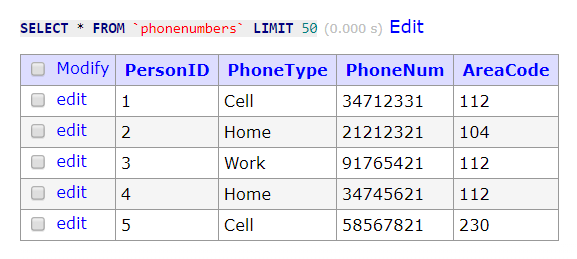 SELECT * FROM `phonenumbers` LIMIT 50 (0.000 s) Edit
Modify PersonID PhoneType PhoneNum AreaCode
edit 1 Cell 34712331 112
edit 2 Home 21212321 104
edit 3 Work 91765421 112
edit 4 Home 34745621 112
edit 5 Cell 58567821 230